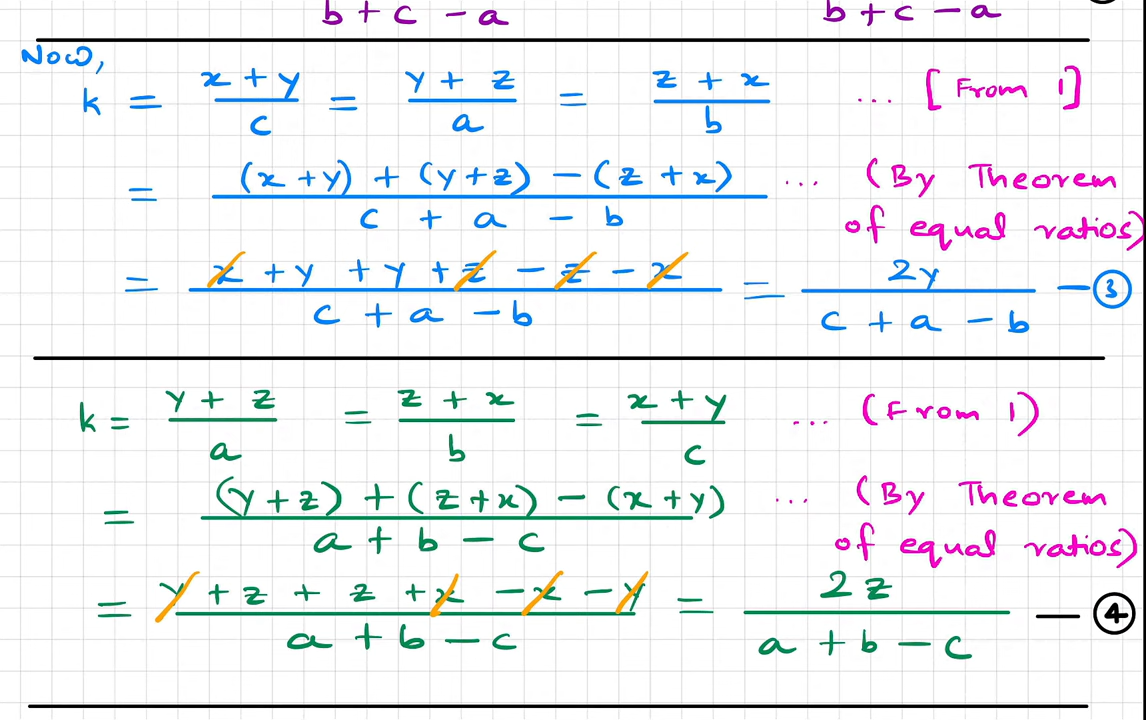 b + c - a b + c - a
Now,
k = (x + y)/c = (y + z)/a = (z + x)/b ... [From 1]
= ((x + y) + (y + z) - (z + x))/(c + a - b) ... (By Theorem of equal ratios)
= (x + y + y + z - z - x)/(c + a - b) = 2y/(c + a - b) — ③
k = (y + z)/a = (z + x)/b = (x + y)/c ... (From 1)
= ((y + z) + (z + x) - (x + y))/(a + b - c) ... (By Theorem of equal ratios)
= (y + z + z + x - x - y)/(a + b - c) = 2z/(a + b - c) — ④